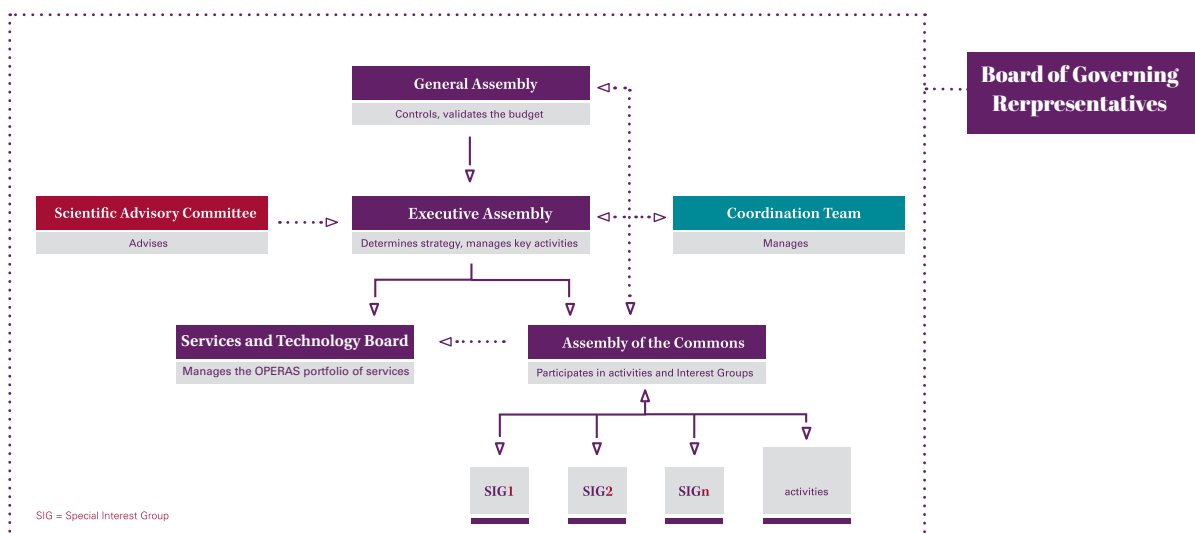 Board of Governing
Rerpresentatives
General Assembly
Controls, validates the budget
Scientific Advisory Committee
Advises
Executive Assembly
Determines strategy, manages key activities
Coordination Team
Manages
Services and Technology Board
Manages the OPERAS portfolio of services
Assembly of the Commons
Participates in activities and Interest Groups
SIG1
SIG2
SIGn
activities
SIG = Special Interest Group